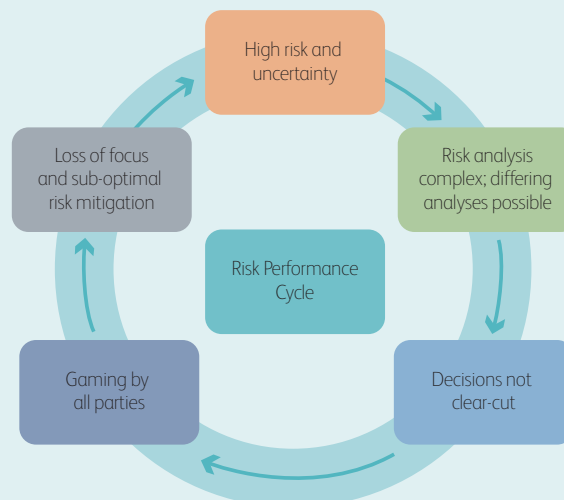 High risk and
uncertainty
Risk analysis
complex; differing
analyses possible
Decisions not
clear-cut
Gaming by
all parties
Loss of focus
and sub-optimal
risk mitigation
Risk Performance
Cycle